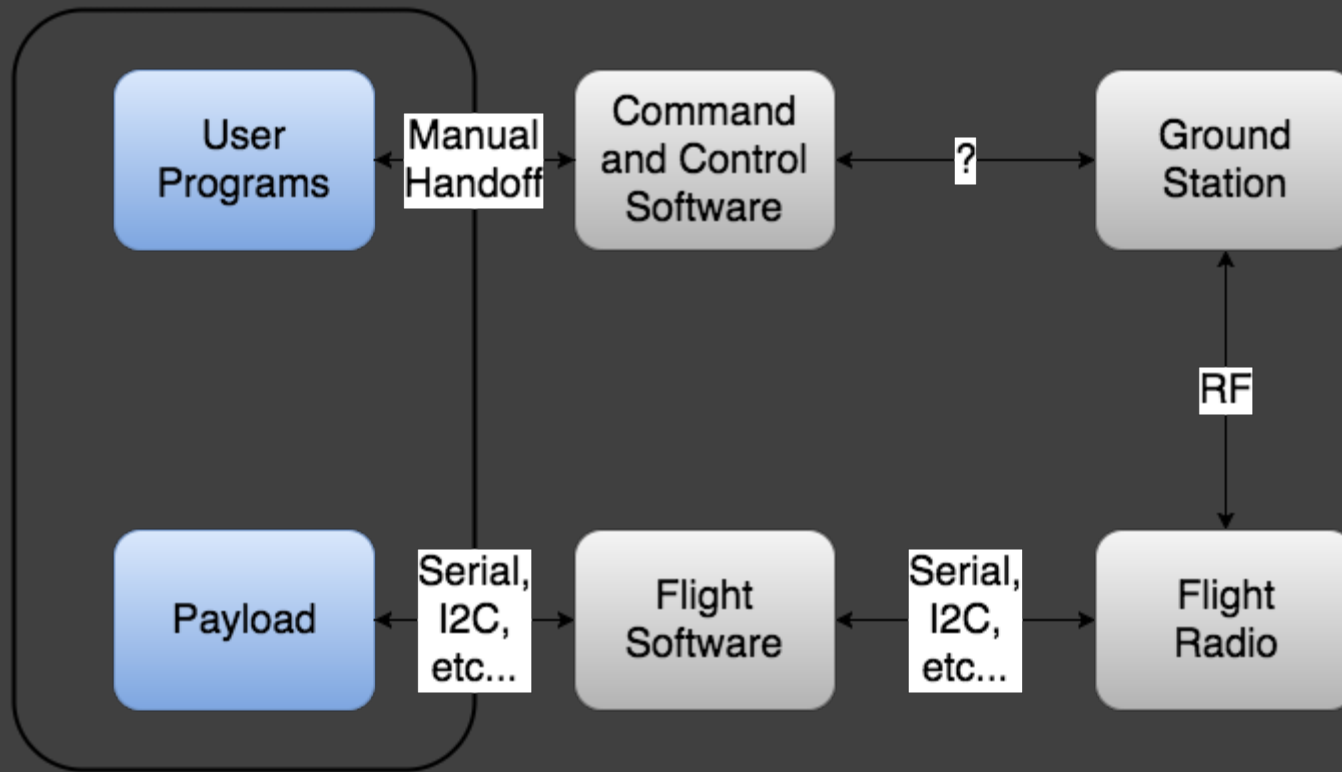 User
Programs
Manual
Handoff
Command
and Control
Software
?
Ground
Station
RF
Payload
Serial,
I2C,
etc...
Flight
Software
Serial,
I2C,
etc...
Flight
Radio